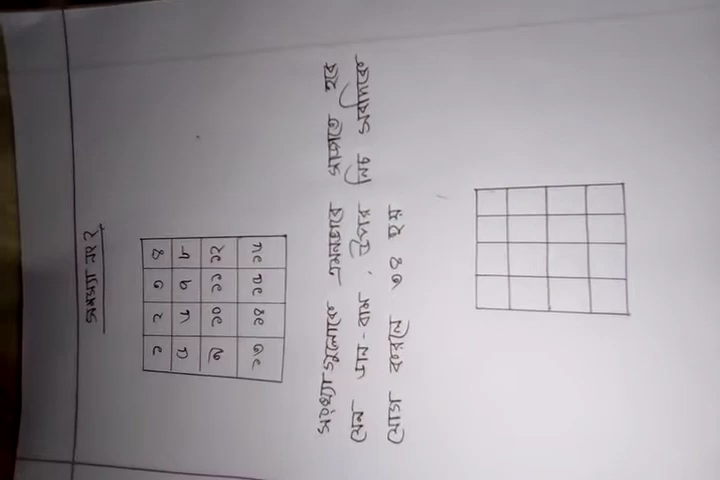 সমস্যা নং ২
১ ২ ৩ ৪
৫ ৬ ৭ ৮
৯ ১০ ১১ ১২
১৩ ১৪ ১৫ ১৬
সংখ্যাগুলোকে এমনভাবে সাজাতে হবে
যেন ডান-বাম, উপর নিচ সবদিকে
যোগ করলে ৩৪ হয়